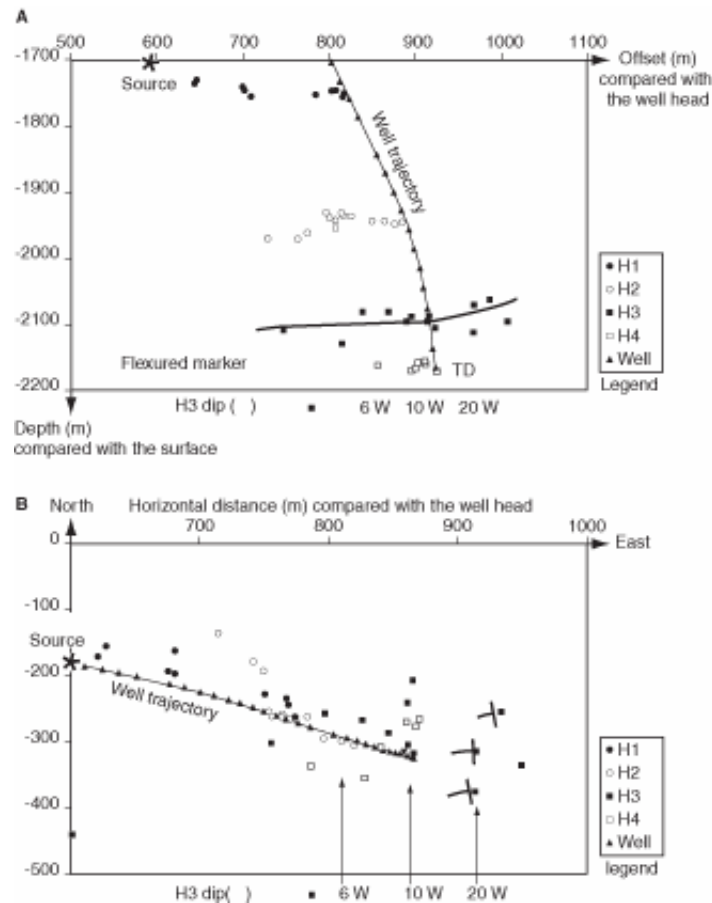 A
500 600 700 800 900 1000 1100
-1700 Offset (m)
Source compared with
the well head
-1800
Well trajectory
-1900
-2000
H1
H2
-2100 H3
H4
Flexured marker TD Well
-2200 Legend
H3 dip ( ) 6 W 10 W 20 W
Depth (m)
compared with the surface
B North Horizontal distance (m) compared with the well head
700 800 900 1000
0 East
-100
Source
-200
Well trajectory
-300
H1
H2
H3
-400 H4
Well
-500 legend
H3 dip( ) 6 W 10 W 20 W